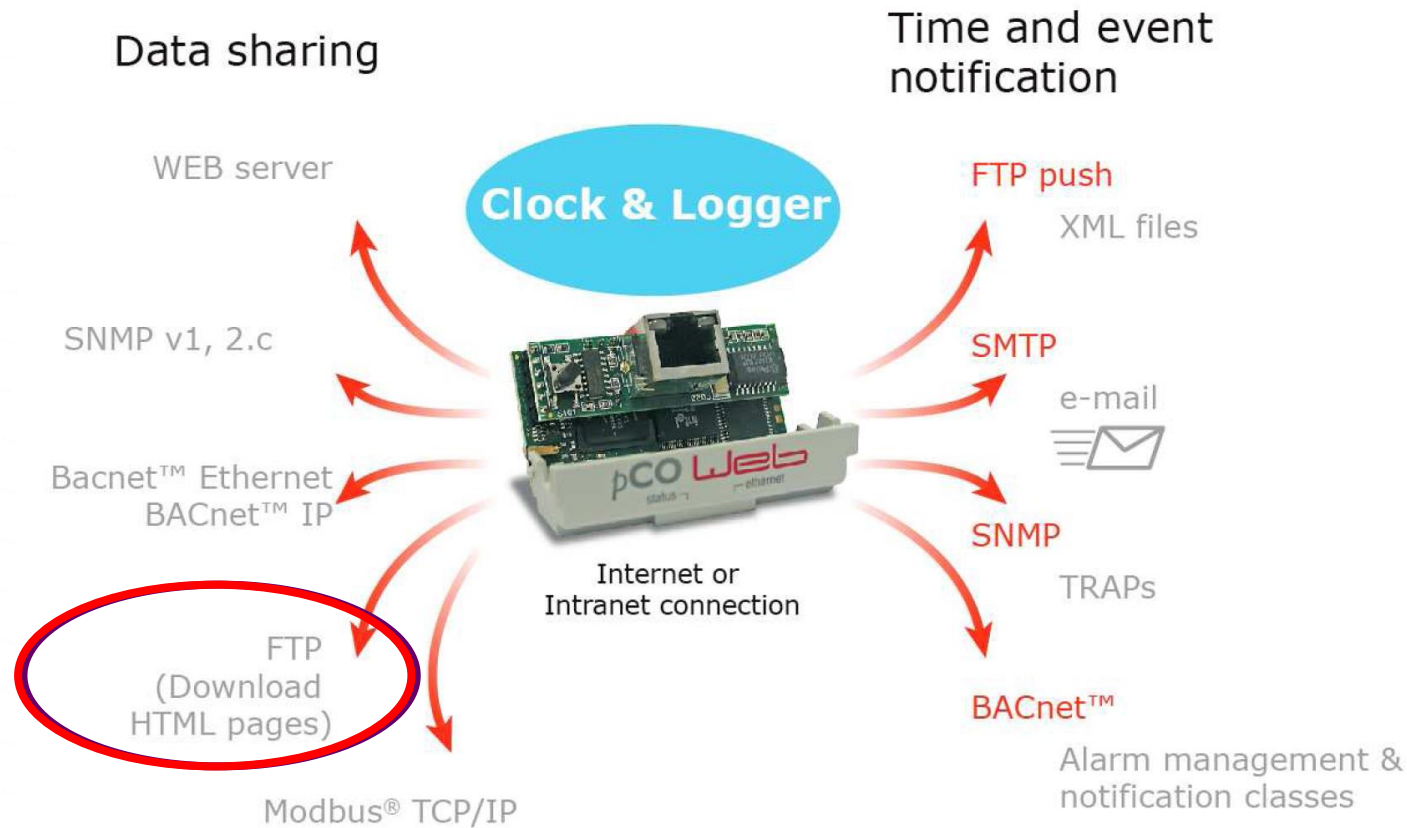 Data sharing
Time and event
notification
WEB server
SNMP v1, 2.c
Bacnet™ Ethernet
BACnet™ IP
FTP
(Download
HTML pages)
Modbus® TCP/IP
Clock & Logger
pCO Web
status
ethernet
Internet or
Intranet connection
FTP push
XML files
SMTP
e-mail
SNMP
TRAPs
BACnet™
Alarm management &
notification classes